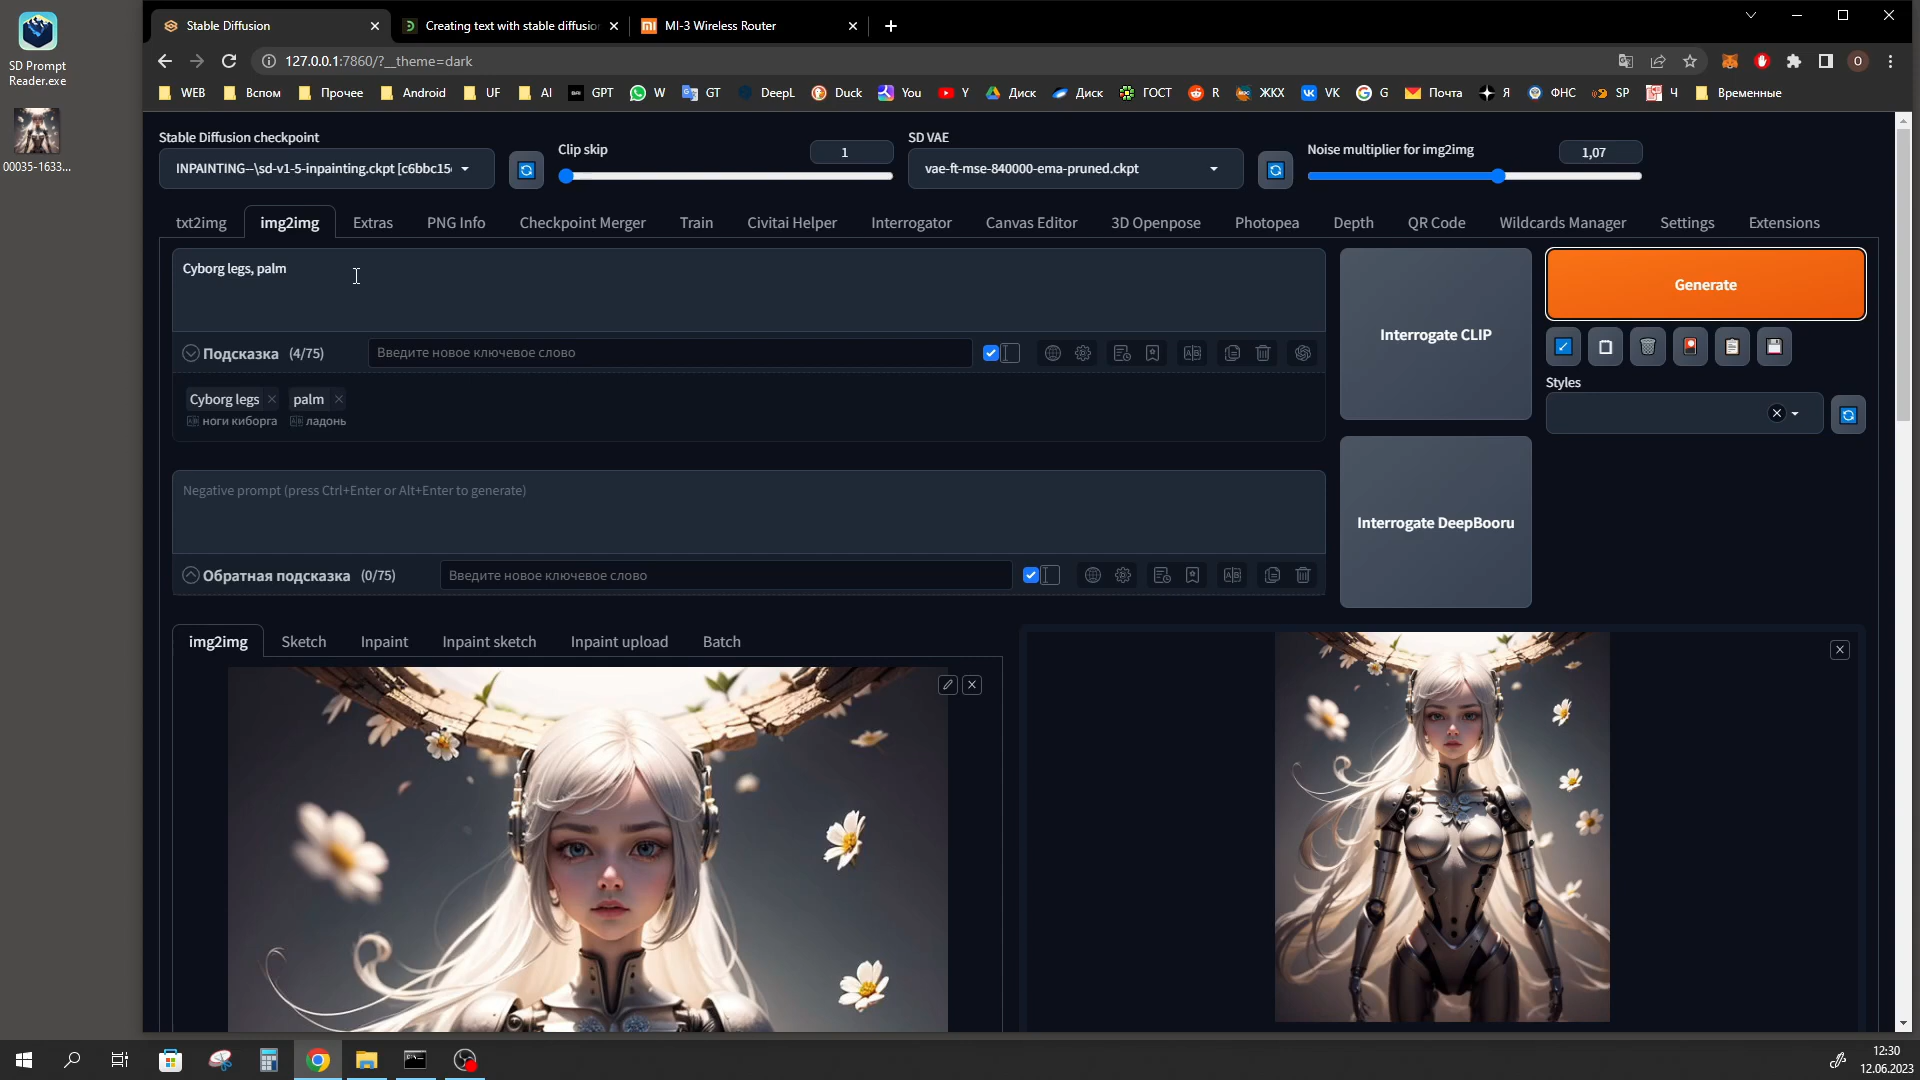 SD Prompt
Reader.exe
00035-1633...
Stable Diffusion
Creating text with stable diffusion
MI-3 Wireless Router
127.0.0.1:7860/?__theme=dark
O
WEB
Вспом
Прочее
Android
UF
AI
GPT
W
GT
DeepL
Duck
You
Y
Диск
Диск
ГОСТ
R
ЖКХ
VK
G
Почта
Я
ФНС
SP
Ч
Временные
Stable Diffusion checkpoint
INPAINTING--\sd-v1-5-inpainting.ckpt [c6bbc15
Clip skip
1
SD VAE
vae-ft-mse-840000-ema-pruned.ckpt
Noise multiplier for img2img
1,07
txt2img
img2img
Extras
PNG Info
Checkpoint Merger
Train
Civitai Helper
Interrogator
Canvas Editor
3D Openpose
Photopea
Depth
QR Code
Wildcards Manager
Settings
Extensions
Cyborg legs, palm
Подсказка (4/75)
Введите новое ключевое слово
Cyborg legs
palm
ноги киборга
ладонь
Interrogate CLIP
Generate
Styles
Negative prompt (press Ctrl+Enter or Alt+Enter to generate)
Обратная подсказка (0/75)
Введите новое ключевое слово
Interrogate DeepBooru
img2img
Sketch
Inpaint
Inpaint sketch
Inpaint upload
Batch
12:30
12.06.2023